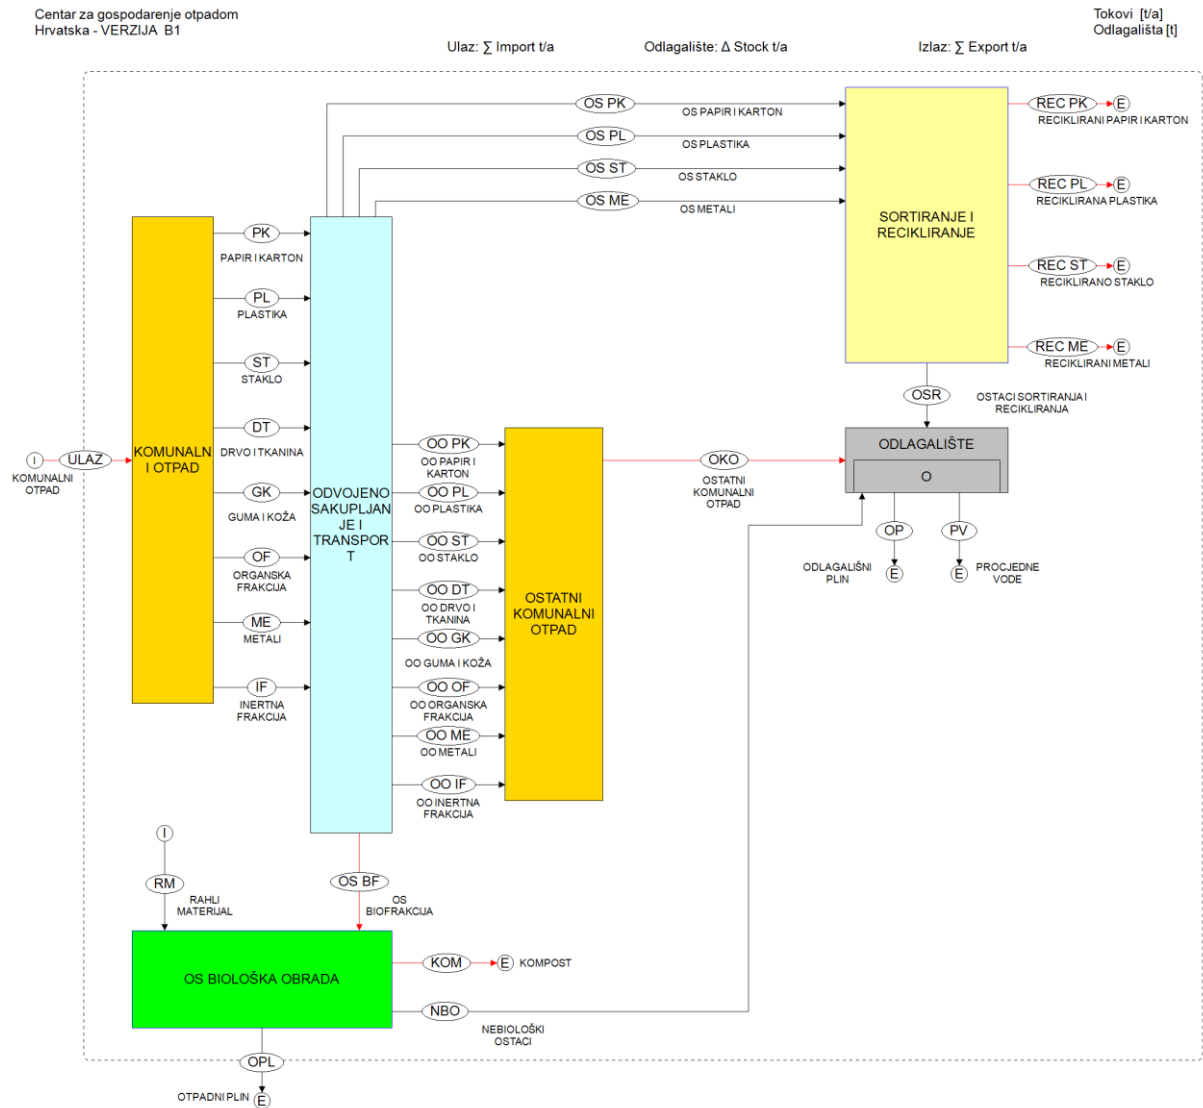 Centar za gospodarenje otpadom
Hrvatska - VERZIJA B1
Tokovi [t/a]
Odlagališta [t]
Ulaz: ∑ Import t/a
Odlagalište: Δ Stock t/a
Izlaz: ∑ Export t/a
OS PK
OS PAPIR I KARTON
OS PL
OS PLASTIKA
OS ST
OS STAKLO
OS ME
OS METALI
SORTIRANJE I
RECIKLIRANJE
REC PK
E
RECIKLIRANI PAPIR I KARTON
REC PL
E
RECIKLIRANA PLASTIKA
REC ST
E
RECIKLIRANO STAKLO
REC ME
E
RECIKLIRANI METALI
OSR
OSTACI SORTIRANJA I
RECIKLIRANJA
I
ULAZ
KOMUNALNI
OTPAD
KOMUNALN
I OTPAD
PK
PAPIR I KARTON
PL
PLASTIKA
ST
STAKLO
DT
DRVO I TKANINA
GK
GUMA I KOŽA
OF
ORGANSKA
FRAKCIJA
ME
METALI
IF
INERTNA
FRAKCIJA
ODVOJENO
SAKUPLJAN
JE I
TRANSPOR
T
OO PK
OO PAPIR I
KARTON
OO PL
OO PLASTIKA
OO ST
OO STAKLO
OO DT
OO DRVO I
TKANINA
OO GK
OO GUMA I KOŽA
OO OF
OO ORGANSKA
FRAKCIJA
OO ME
OO METALI
OO IF
OO INERTNA
FRAKCIJA
OSTATNI
KOMUNALNI
OTPAD
OKO
OSTATNI
KOMUNALNI
OTPAD
ODLAGALIŠTE
O
OP
ODLAGALIŠNI
PLIN
E
PV
PROCJEDNE
VODE
E
I
RM
RAHLI
MATERIJAL
OS BF
OS
BIOFRAKCIJA
OS BIOLOŠKA OBRADA
KOM
E
KOMPOST
NBO
NEBIOLOŠKI
OSTACI
OPL
OTPADNI PLIN
E